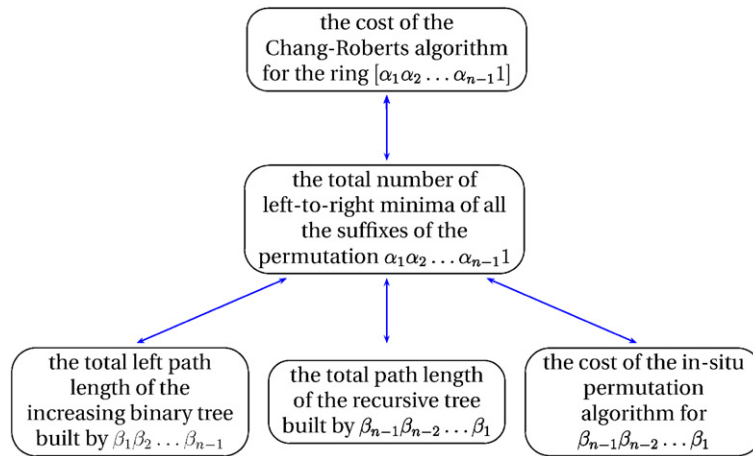 the cost of the
Chang-Roberts algorithm
for the ring [α₁α₂ … αₙ₋₁1]
the total number of
left-to-right minima of all
the suffixes of the
permutation α₁α₂ … αₙ₋₁1
the total left path
length of the
increasing binary tree
built by β₁β₂ … βₙ₋₁
the total path length
of the recursive tree
built by βₙ₋₁βₙ₋₂ … β₁
the cost of the in-situ
permutation
algorithm for
βₙ₋₁βₙ₋₂ … β₁